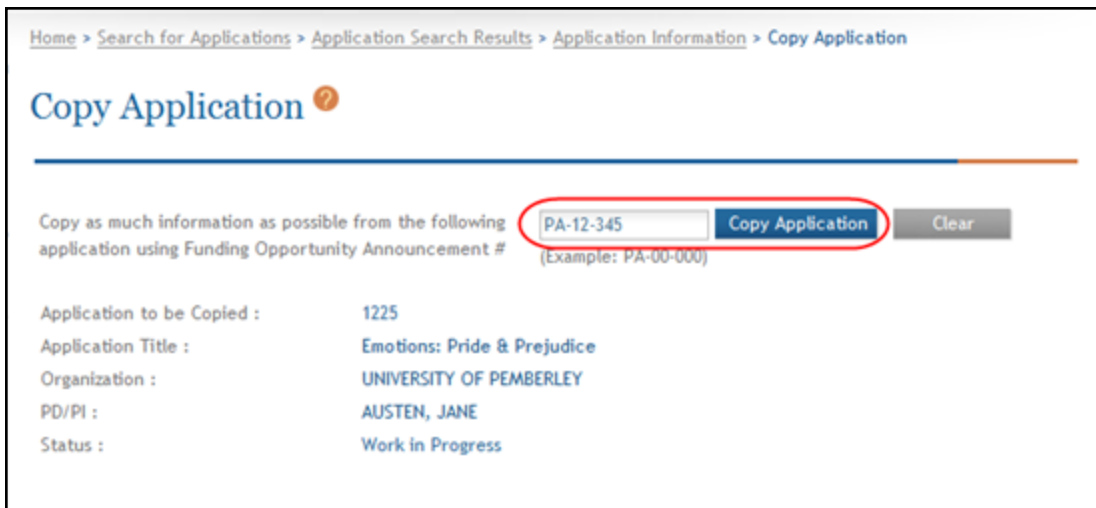 Home > Search for Applications > Application Search Results > Application Information > Copy Application
Copy Application ?
Copy as much information as possible from the following
application using Funding Opportunity Announcement #
PA-12-345 Copy Application Clear
(Example: PA-00-000)
Application to be Copied : 1225
Application Title : Emotions: Pride & Prejudice
Organization : UNIVERSITY OF PEMBERLEY
PD/PI : AUSTEN, JANE
Status : Work in Progress